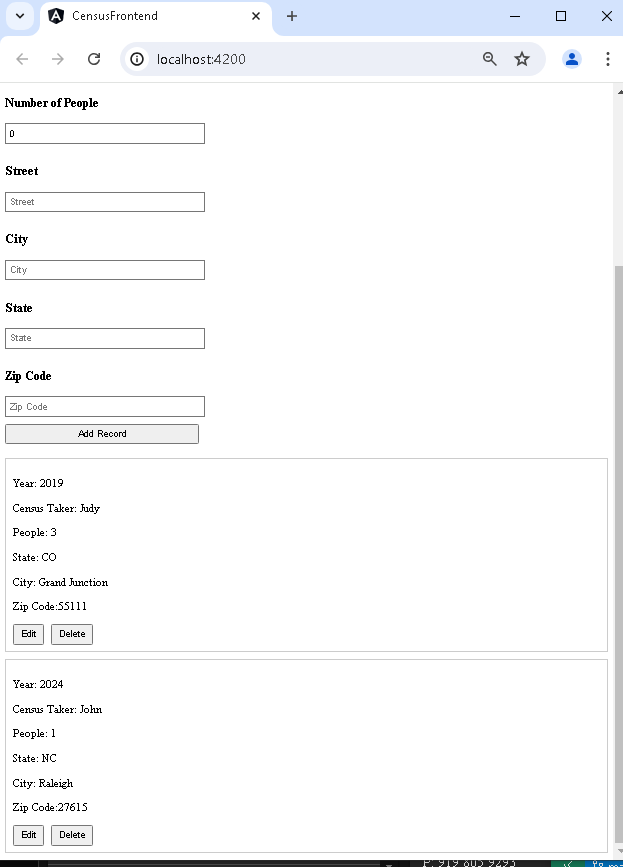 CensusFrontend
localhost:4200
Number of People
0
Street
Street
City
City
State
State
Zip Code
Zip Code
Add Record
Year: 2019
Census Taker: Judy
People: 3
State: CO
City: Grand Junction
Zip Code:55111
Edit Delete
Year: 2024
Census Taker: John
People: 1
State: NC
City: Raleigh
Zip Code:27615
Edit Delete